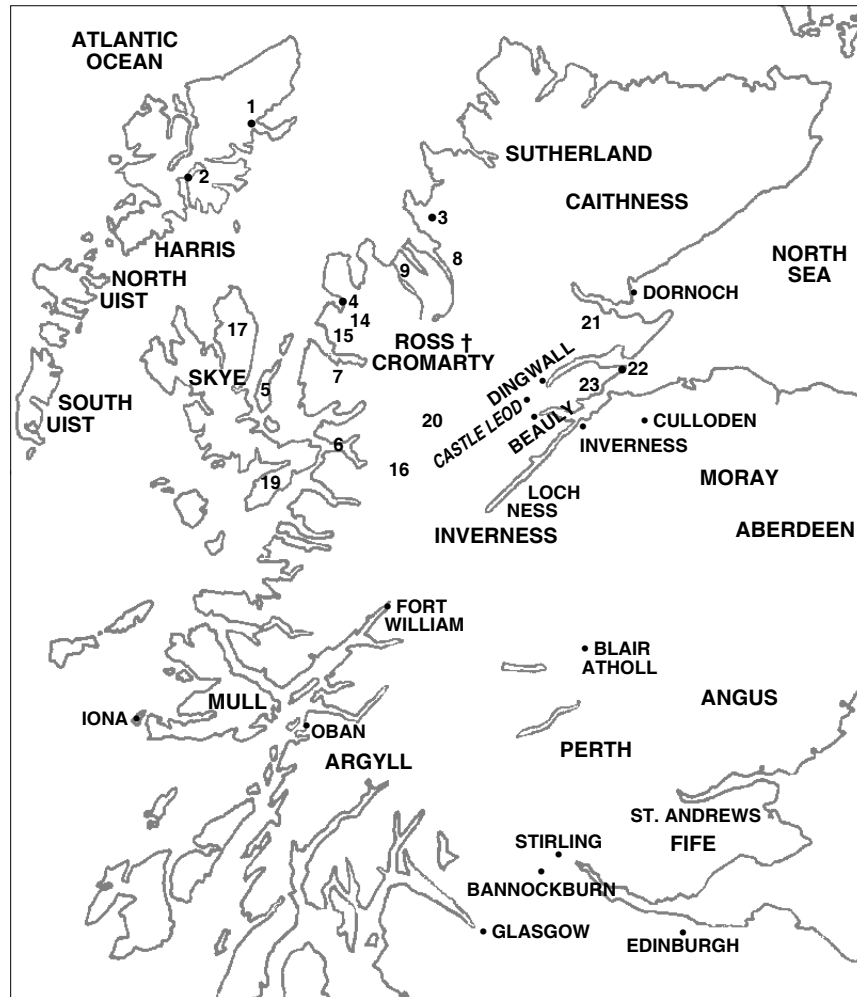 ATLANTIC
OCEAN
1
2
SUTHERLAND
CAITHNESS
3
HARRIS
NORTH
UIST
8
9
NORTH
SEA
DORNOCH
4
14
15
17
21
ROSS †
CROMARTY
SKYE
7
5
DINGWALL
22
23
SOUTH
UIST
CASTLE LEOD
BEAULY
20
CULLODEN
INVERNESS
6
16
19
MORAY
LOCH
NESS
INVERNESS
ABERDEEN
FORT
WILLIAM
BLAIR
ATHOLL
MULL
ANGUS
IONA
OBAN
ARGYLL
PERTH
ST. ANDREWS
FIFE
STIRLING
BANNOCKBURN
GLASGOW
EDINBURGH